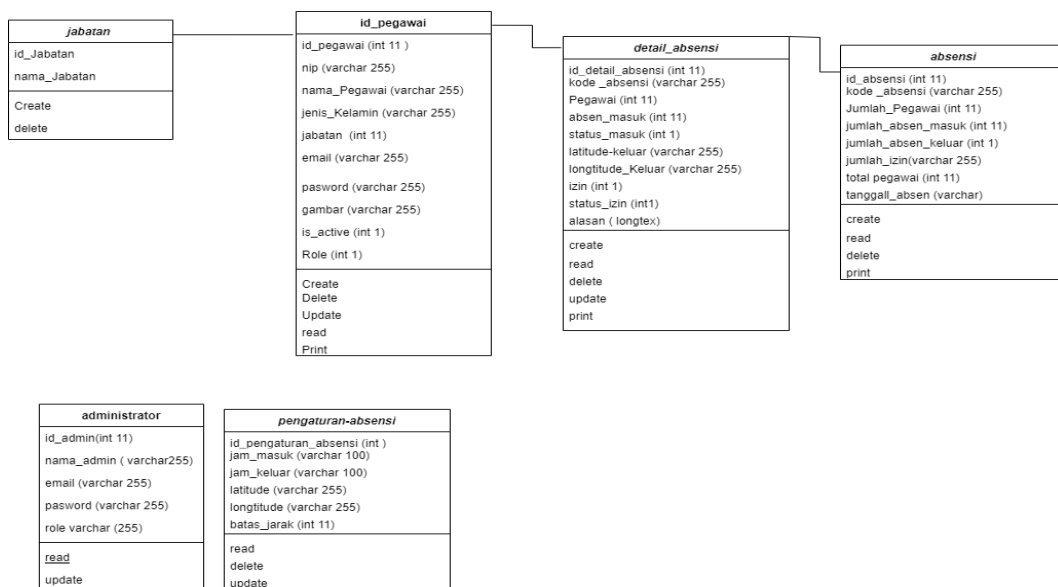 jabatan
id_Jabatan
nama_Jabatan
Create
delete
id_pegawai
id_pegawai (int 11 )
nip (varchar 255)
nama_Pegawai (varchar 255)
jenis_Kelamin (varchar 255)
jabatan (int 11)
email (varchar 255)
pasword (varchar 255)
gambar (varchar 255)
is_active (int 1)
Role (int 1)
Create
Delete
Update
read
Print
detail_absensi
id_detail_absensi (int 11)
kode_absensi (varchar 255)
Pegawai (int 11)
absen_masuk (int 11)
status_masuk (int 1)
latitude-keluar (varchar 255)
longtitude_Keluar (varchar 255)
izin (int 1)
status_izin (int1)
alasan ( longtex)
create
read
delete
update
print
absensi
id_absensi (int 11)
kode _absensi (varchar 255)
Jumlah_Pegawai (int 11)
jumlah_absen_masuk (int 11)
jumlah_absen_keluar (int 1)
jumlah_izin(varchar 255)
total pegawai (int 11)
tanggall_absen (varchar)
create
read
delete
print
administrator
id_admin(int 11)
nama_admin ( varchar255)
email (varchar 255)
pasword (varchar 255)
role varchar (255)
read
update
pengaturan-absensi
id_pengaturan_absensi (int )
jam_masuk (varchar 100)
jam_keluar (varchar 100)
latitude (varchar 255)
longtitude (varchar 255)
batas_jarak (int 11)
read
delete
update